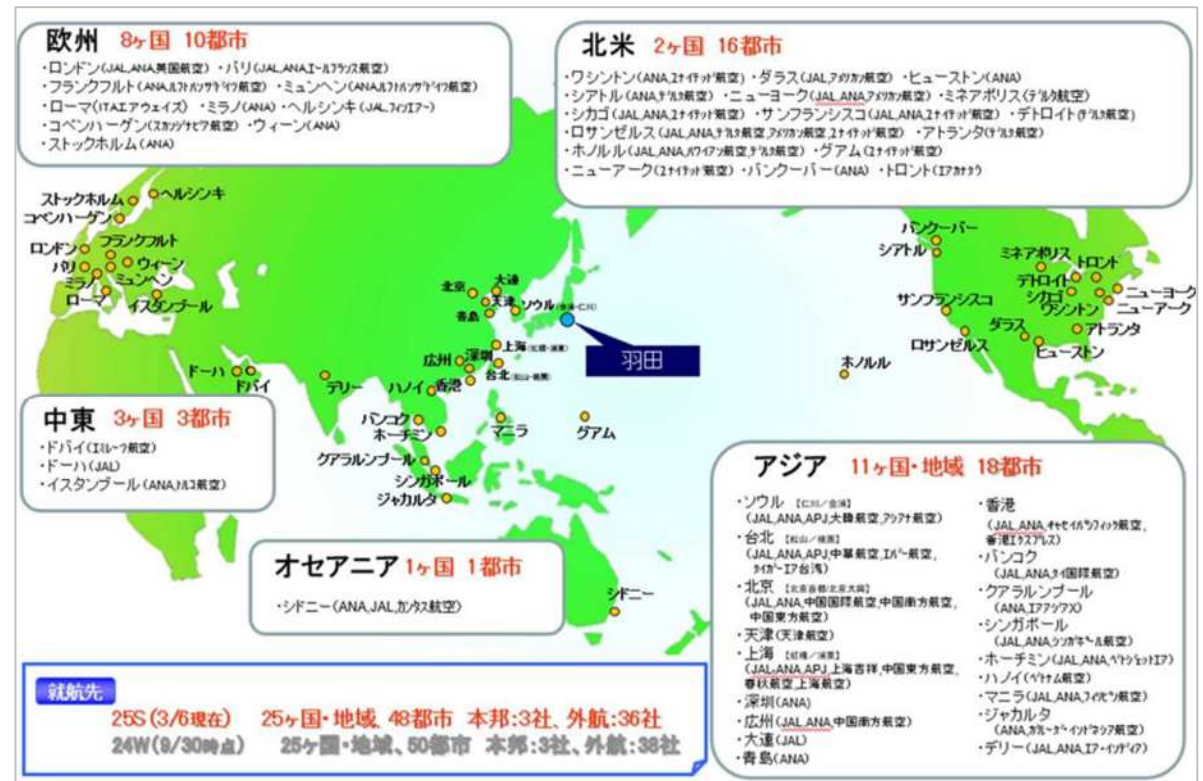 欧州 8ヶ国 10都市
・ロンドン(JAL,ANA,英国航空) ・パリ(JAL,ANA,ｴｰﾙﾌﾗﾝｽ航空)
・フランクフルト(ANA,ﾙﾌﾄﾊﾝｻﾄﾞｲﾂ航空) ・ミュンヘン(ANA,ﾙﾌﾄﾊﾝｻﾄﾞｲﾂ航空)
・ローマ(ITAエアウェイズ) ・ミラノ(ANA) ・ヘルシンキ(JAL,フィンエアー)
・コペンハーゲン(ｽｶﾝｼﾞﾅﾋﾞｱ航空) ・ウィーン(ANA)
・ストックホルム(ANA)
北米 2ヶ国 16都市
・ワシントン(ANA,ﾕﾅｲﾃｯﾄﾞ航空) ・ダラス(JAL,ｱﾒﾘｶﾝ航空) ・ヒューストン(ANA)
・シアトル(ANA,ﾃﾞﾙﾀ航空) ・ニューヨーク(JAL,ANA,ｱﾒﾘｶﾝ航空) ・ミネアポリス(ﾃﾞﾙﾀ航空)
・シカゴ(JAL,ANA,ﾕﾅｲﾃｯﾄﾞ航空) ・サンフランシスコ(JAL,ANA,ﾕﾅｲﾃｯﾄﾞ航空) ・デトロイト(ﾃﾞﾙﾀ航空)
・ロサンゼルス(JAL,ANA,ﾃﾞﾙﾀ航空,ｱﾒﾘｶﾝ航空,ﾕﾅｲﾃｯﾄﾞ航空) ・アトランタ(ﾃﾞﾙﾀ航空)
・ホノルル(JAL,ANA,ﾊﾜｲｱﾝ航空,ﾃﾞﾙﾀ航空) ・グアム(ﾕﾅｲﾃｯﾄﾞ航空)
・ニューアーク(ﾕﾅｲﾃｯﾄﾞ航空) ・バンクーバー(ANA) ・トロント(ｴｱｶﾅﾀﾞ)
ストックホルム
ヘルシンキ
コペンハーゲン
ロンドン
フランクフルト
パリ
ウィーン
ミラノ
ミュンヘン
ローマ
イスタンブール
ドーハ
ドバイ
デリー
北京
大連
天津
ソウル(金浦・仁川)
青島
上海(虹橋・浦東)
広州
深圳
台北(松山・桃園)
ハノイ
香港
バンコク
ホーチミン
マニラ
グアム
クアラルンプール
シンガポール
ジャカルタ
シドニー
羽田
ホノルル
バンクーバー
シアトル
ミネアポリス
トロント
デトロイト
シカゴ
ニューヨーク
ワシントン
ニューアーク
サンフランシスコ
ロサンゼルス
ダラス
アトランタ
ヒューストン
中東 3ヶ国 3都市
・ドバイ(ｴﾐﾚｰﾂ航空)
・ドーハ(JAL)
・イスタンブール(ANA,ﾄﾙｺ航空)
オセアニア 1ヶ国 1都市
・シドニー(ANA,JAL,ｶﾝﾀｽ航空)
アジア 11ヶ国・地域 18都市
・ソウル 【仁川／金浦】
(JAL,ANA,APJ,大韓航空,ｱｼｱﾅ航空)
・台北 【松山／桃園】
(JAL,ANA,APJ,中華航空,ｴﾊﾞｰ航空,
ﾀｲｶﾞｰｴｱ台湾)
・北京 【北京首都/北京大興】
(JAL,ANA,中国国際航空,中国南方航空,
中国東方航空)
・天津(天津航空)
・上海 【虹橋／浦東】
(JAL,ANA,APJ,上海吉祥,中国東方航空,
春秋航空,上海航空)
・深圳(ANA)
・広州(JAL,ANA,中国南方航空)
・大連(JAL)
・青島(ANA)
・香港
(JAL,ANA,ｷｬｾｲﾊﾟｼﾌｨｯｸ航空,
香港ｴｸｽﾌﾟﾚｽ)
・バンコク
(JAL,ANA,ﾀｲ国際航空)
・クアラルンプール
(ANA,ｴｱｱｼﾞｱX)
・シンガポール
(JAL,ANA,ｼﾝｶﾞﾎﾟｰﾙ航空)
・ホーチミン(JAL,ANA,ﾍﾞﾄｼﾞｪｯﾄｴｱ)
・ハノイ(ﾍﾞﾄﾅﾑ航空)
・マニラ(JAL,ANA,ﾌｨﾘﾋﾟﾝ航空)
・ジャカルタ
(ANA,ｶﾞﾙｰﾀﾞ･ｲﾝﾄﾞﾈｼｱ航空)
・デリー(JAL,ANA,ｴｱ･ｲﾝﾃﾞｨｱ)
就航先
25S(3/6現在) 25ヶ国・地域、48都市 本邦:3社、外航:36社
24W(9/30時点) 25ヶ国・地域、50都市 本邦:3社、外航:38社